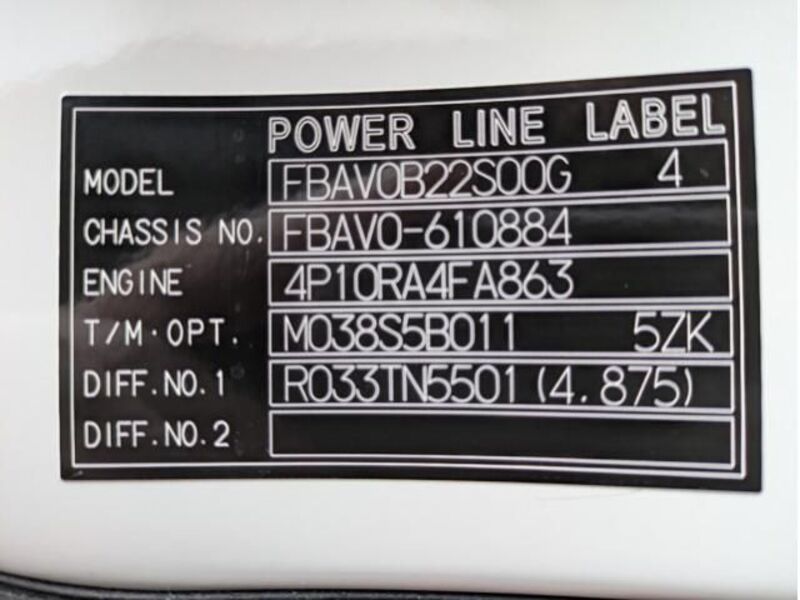 POWER LINE LABEL
MODEL FBAV0B22S00G 4
CHASSIS NO. FBAV0-610884
ENGINE 4P10RA4FA863
T/M·OPT. M038S5B011 5ZK
DIFF.NO.1 R033TN5501 (4.875)
DIFF.NO.2